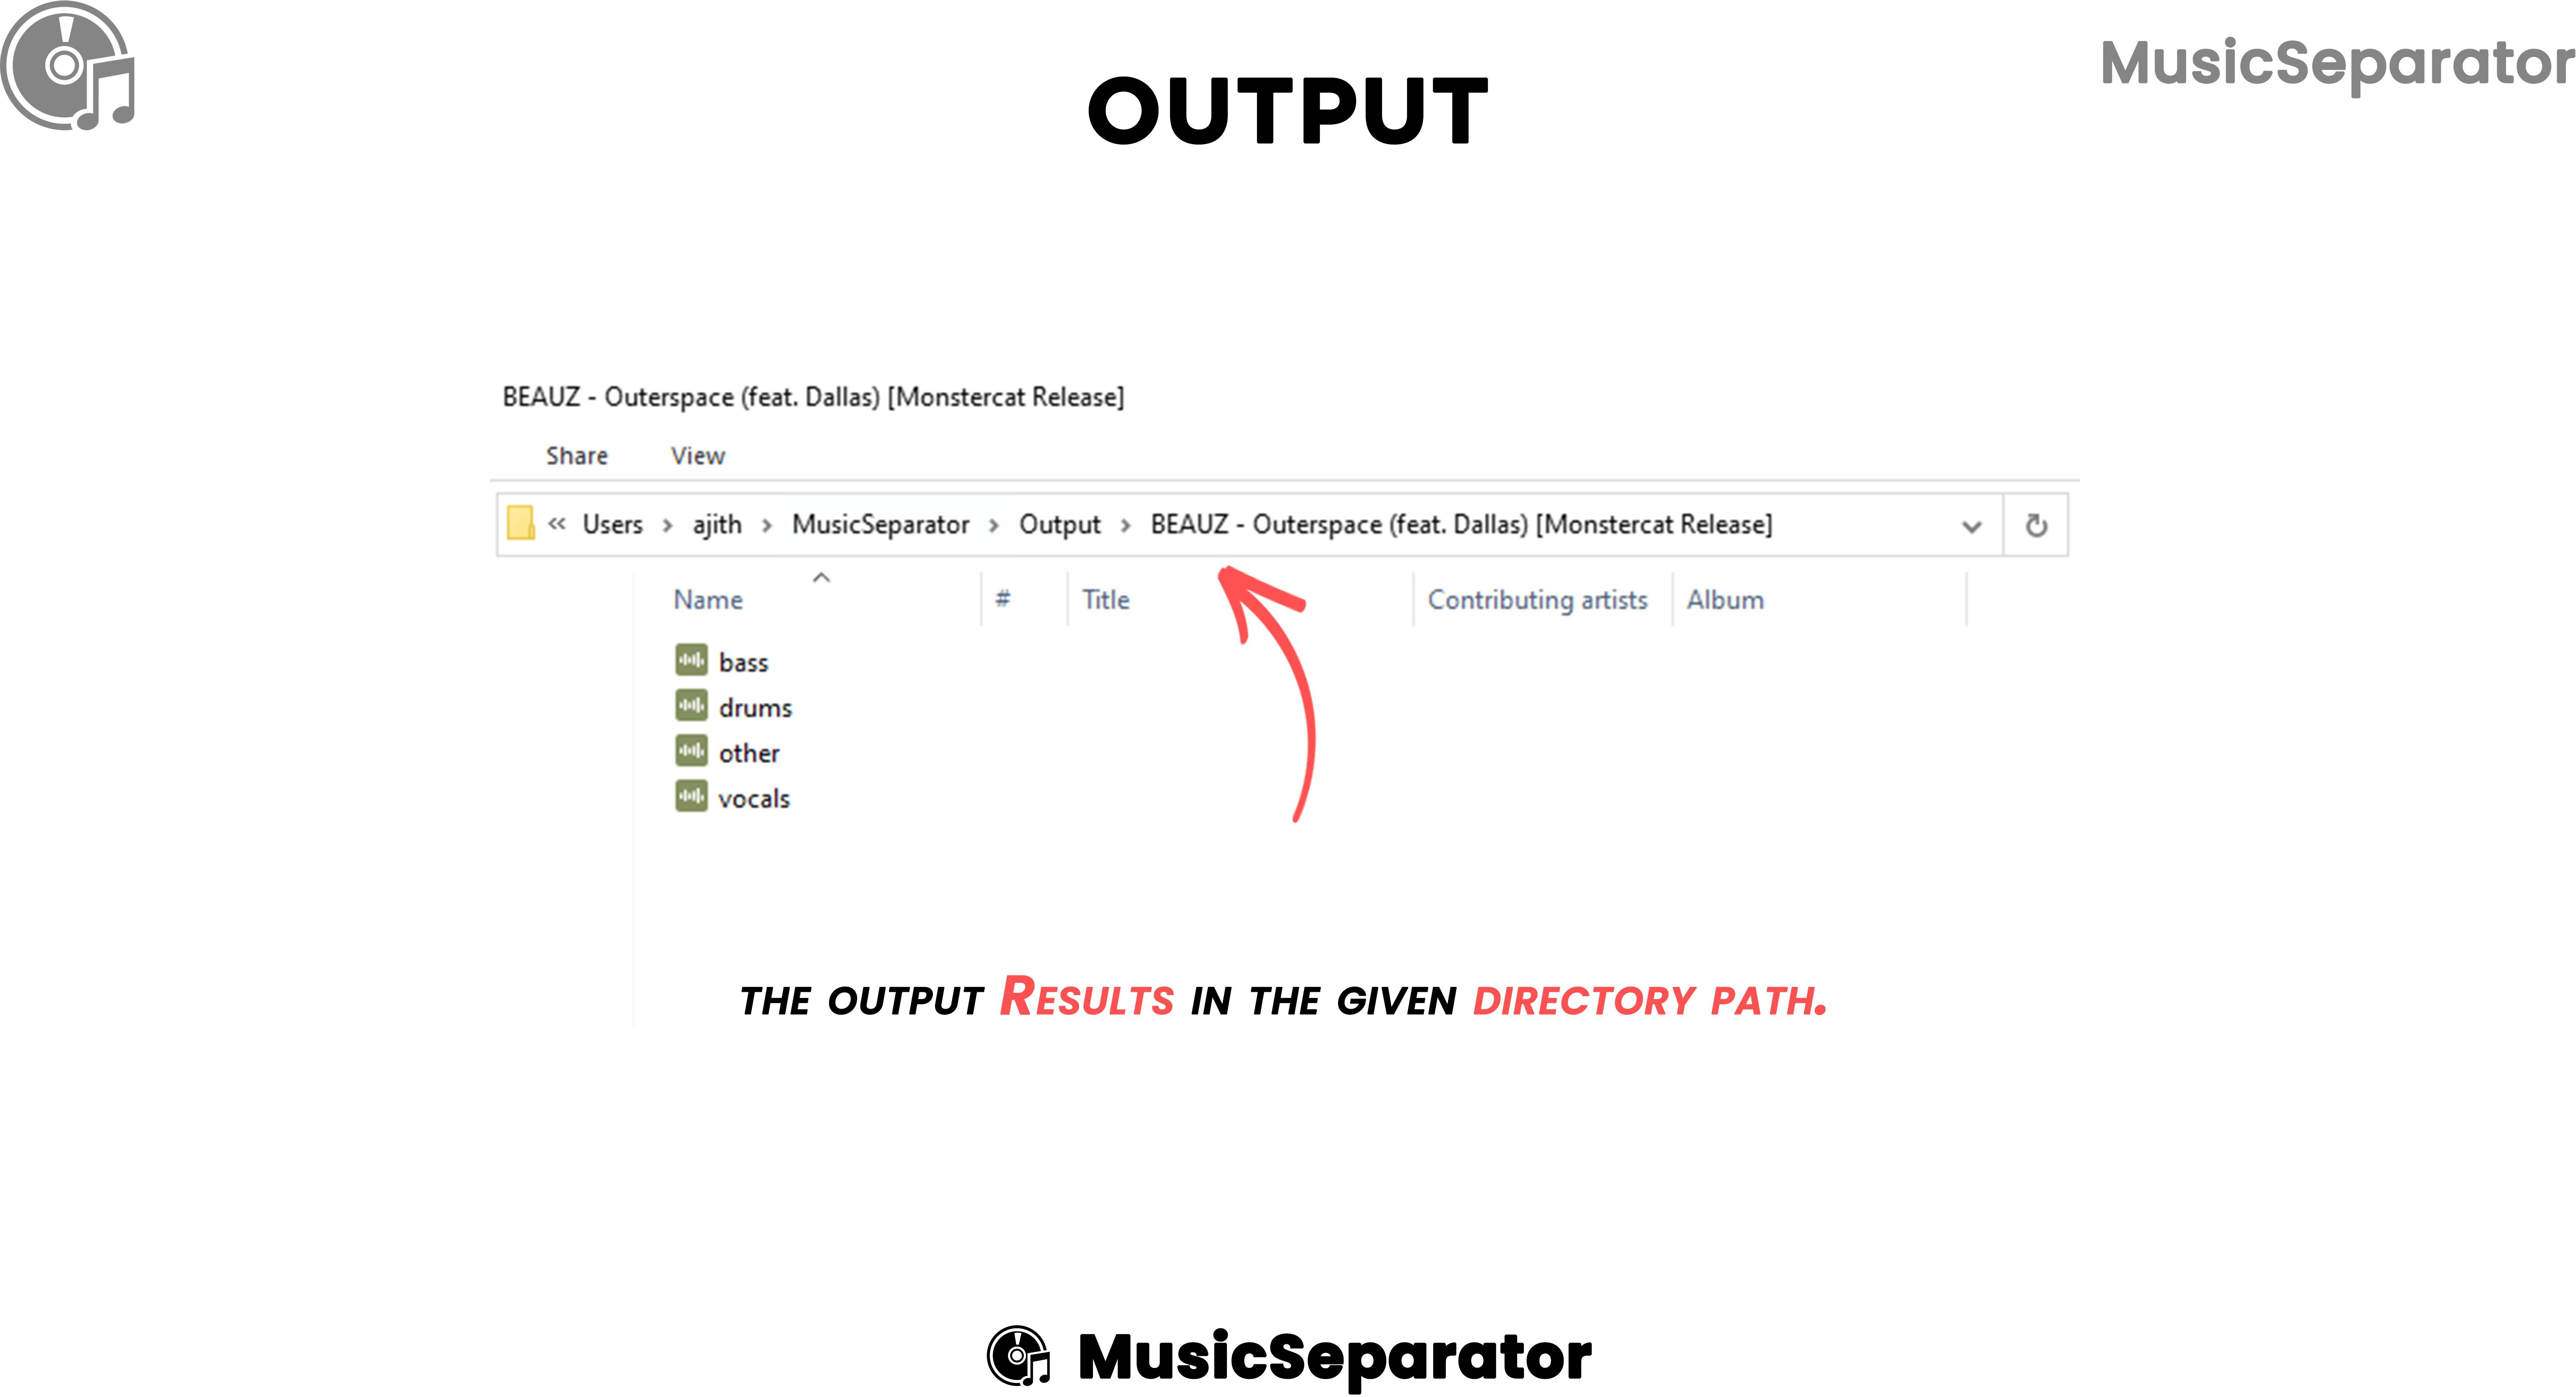 MusicSeparator
OUTPUT
BEAUZ - Outerspace (feat. Dallas) [Monstercat Release]
Share View
« Users > ajith > MusicSeparator > Output > BEAUZ - Outerspace (feat. Dallas) [Monstercat Release]
Name # Title Contributing artists Album
bass
drums
other
vocals
THE OUTPUT RESULTS IN THE GIVEN DIRECTORY PATH.
MusicSeparator